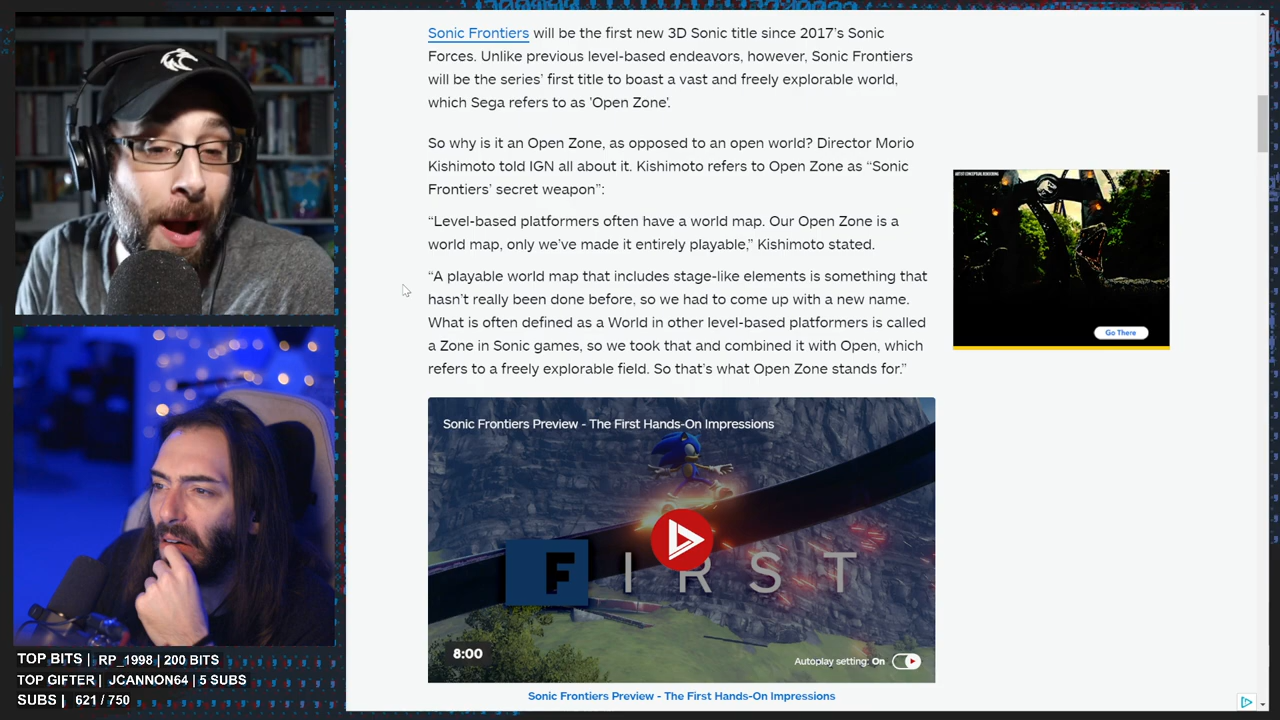 Sonic Frontiers will be the first new 3D Sonic title since 2017's Sonic
Forces. Unlike previous level-based endeavors, however, Sonic Frontiers
will be the series' first title to boast a vast and freely explorable world,
which Sega refers to as 'Open Zone'.
So why is it an Open Zone, as opposed to an open world? Director Morio
Kishimoto told IGN all about it. Kishimoto refers to Open Zone as “Sonic
Frontiers' secret weapon”:
“Level-based platformers often have a world map. Our Open Zone is a
world map, only we've made it entirely playable,” Kishimoto stated.
“A playable world map that includes stage-like elements is something that
hasn't really been done before, so we had to come up with a new name.
What is often defined as a World in other level-based platformers is called
a Zone in Sonic games, so we took that and combined it with Open, which
refers to a freely explorable field. So that's what Open Zone stands for.”
Sonic Frontiers Preview - The First Hands-On Impressions
F I R S T
8:00
Autoplay setting: On
Sonic Frontiers Preview - The First Hands-On Impressions
ARTIST CONCEPTUAL RENDERING
Go There
TOP BITS | RP_1998 | 200 BITS
TOP GIFTER | JCANNON64 | 5 SUBS
SUBS | 621 / 750